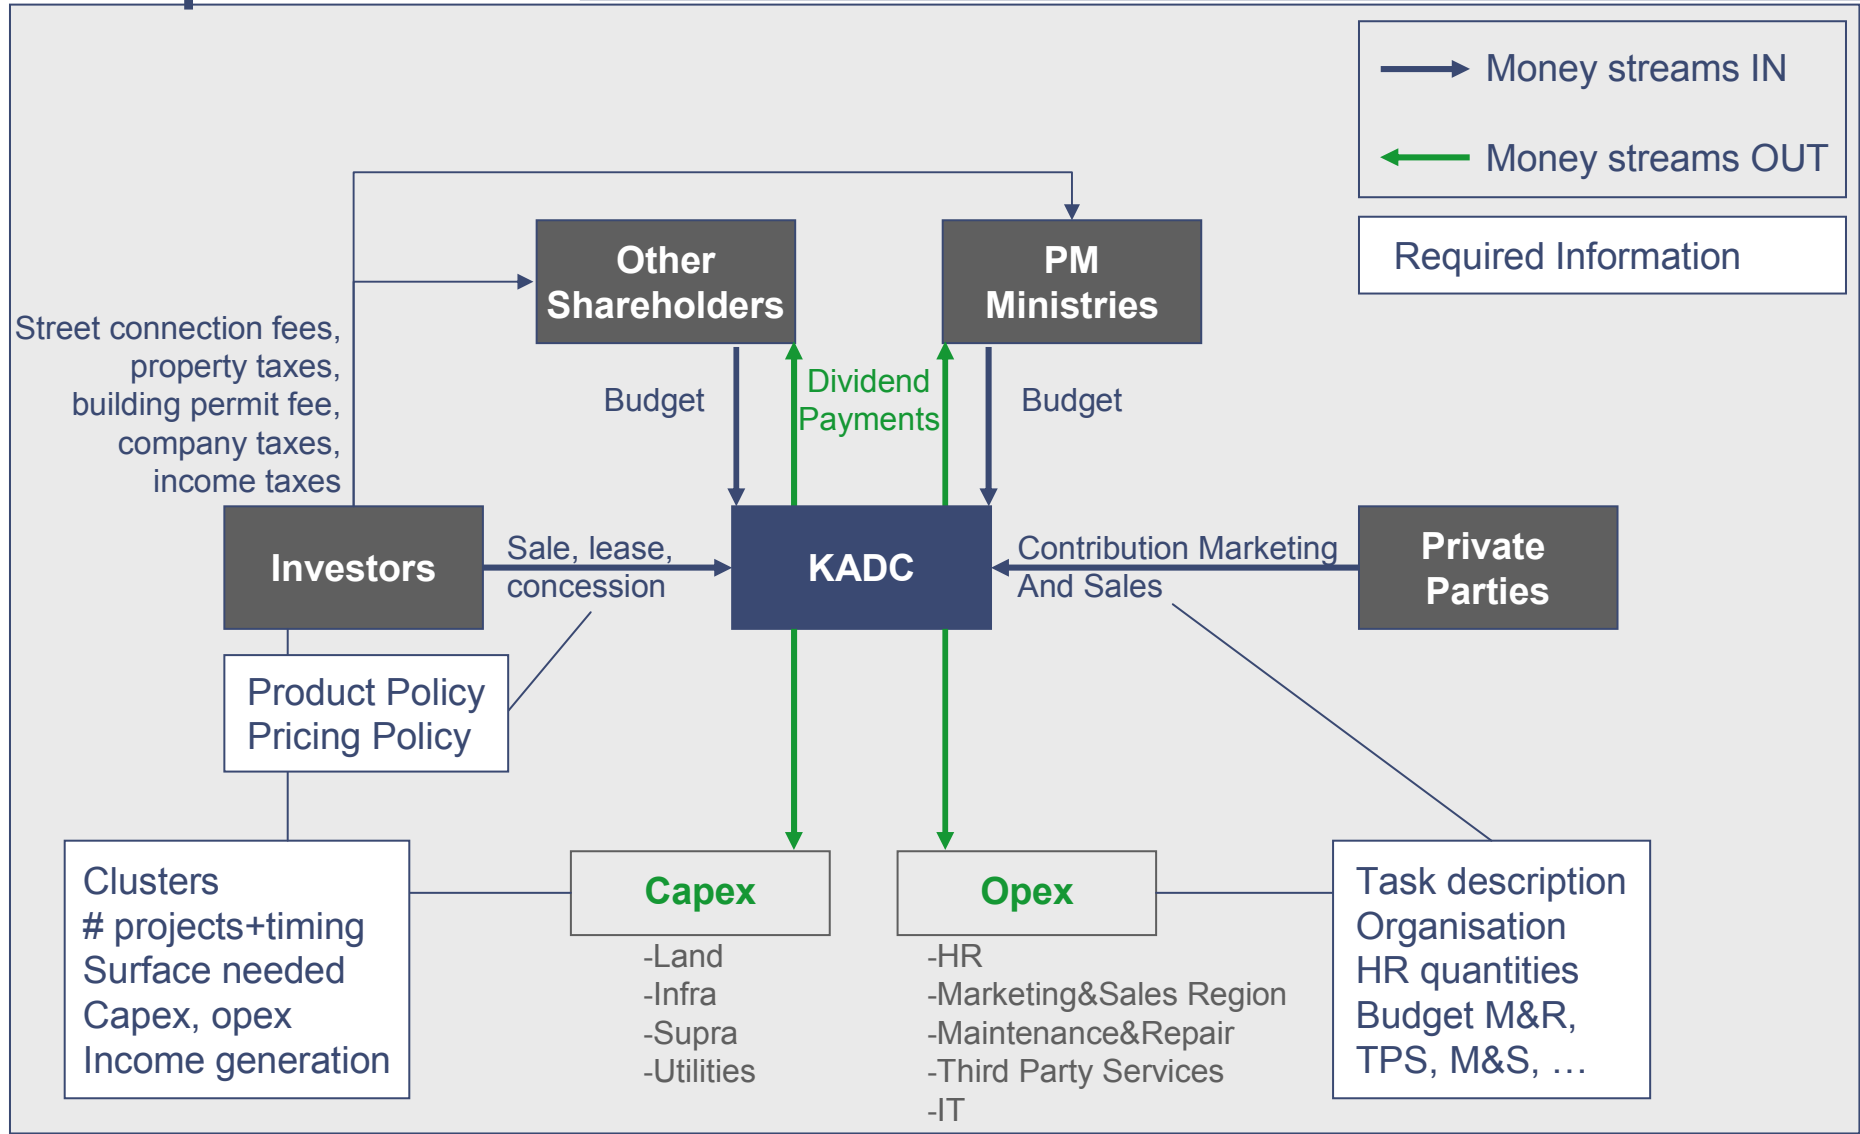 Money streams IN
Money streams OUT
Required Information
Other
Shareholders
PM
Ministries
Street connection fees,
property taxes,
building permit fee,
company taxes,
income taxes
Budget
Dividend
Payments
Budget
Investors
Sale, lease,
concession
KADC
Contribution Marketing
And Sales
Private
Parties
Product Policy
Pricing Policy
Clusters
# projects+timing
Surface needed
Capex, opex
Income generation
Capex
-Land
-Infra
-Supra
-Utilities
Opex
-HR
-Marketing&Sales Region
-Maintenance&Repair
-Third Party Services
-IT
Task description
Organisation
HR quantities
Budget M&R,
TPS, M&S, …